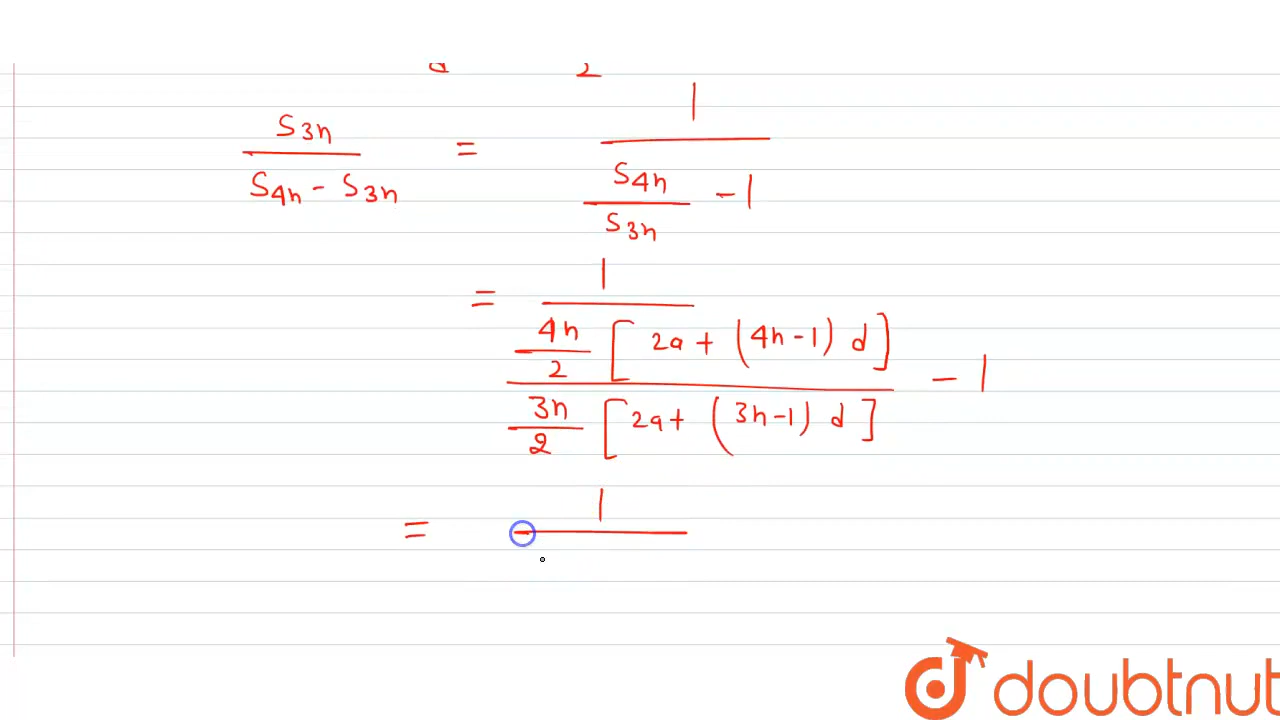 d 2
S3n / (S4n - S3n) = 1 / (S4n / S3n - 1)
= 1 / ((4n/2 [2a + (4n-1) d]) / (3n/2 [2a + (3n-1) d]) - 1)
= 1
doubtnut